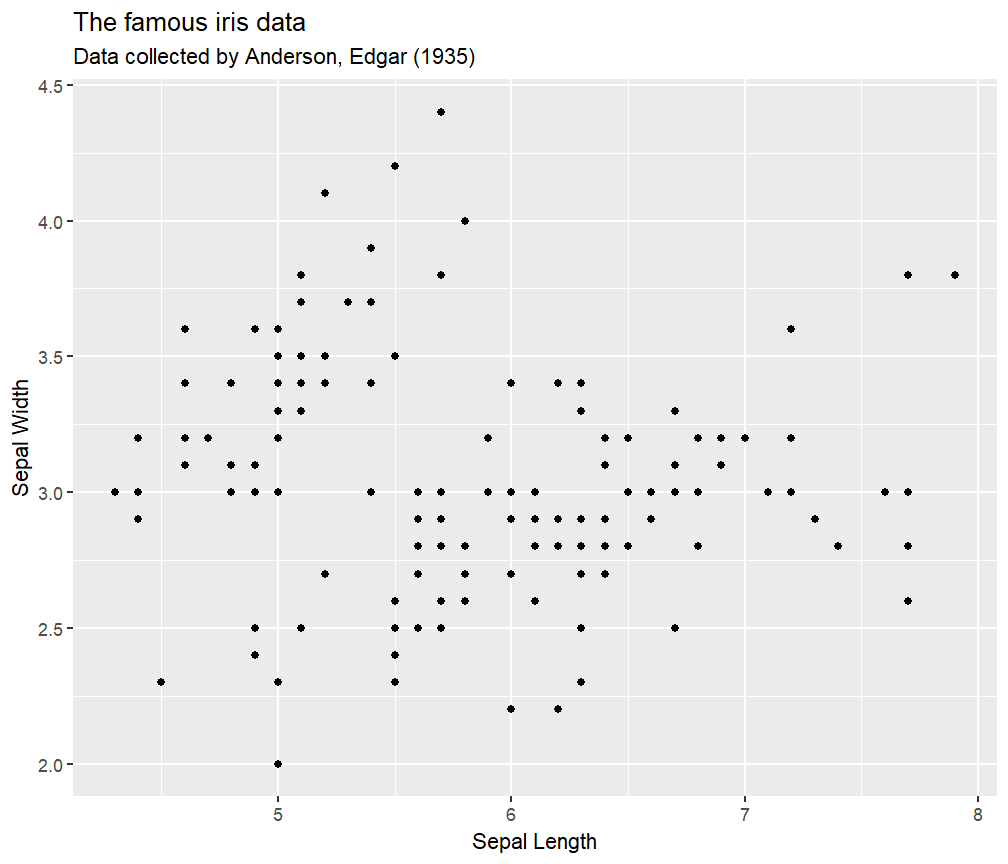 The famous iris data
Data collected by Anderson, Edgar (1935)
4.5
4.0
3.5
3.0
2.5
2.0
Sepal Width
5 6 7 8
Sepal Length